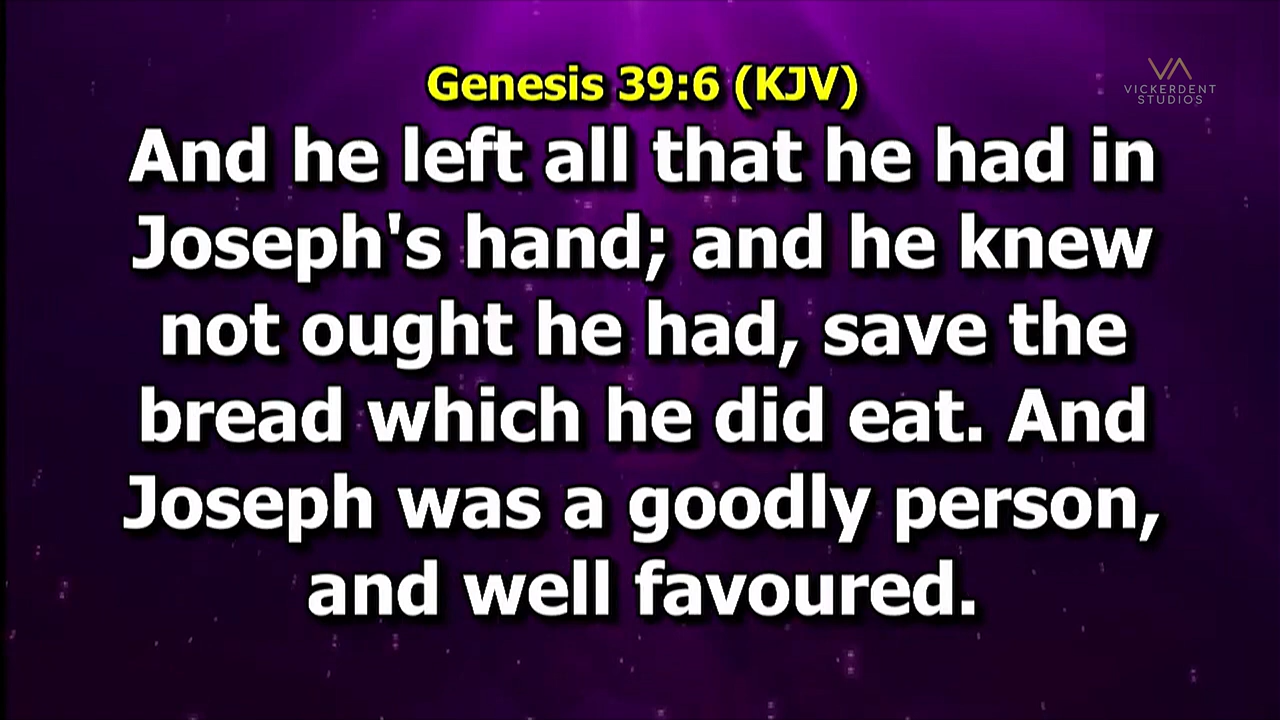 Genesis 39:6 (KJV)
VICKERDENT
STUDIOS
And he left all that he had in
Joseph's hand; and he knew
not ought he had, save the
bread which he did eat. And
Joseph was a goodly person,
and well favoured.